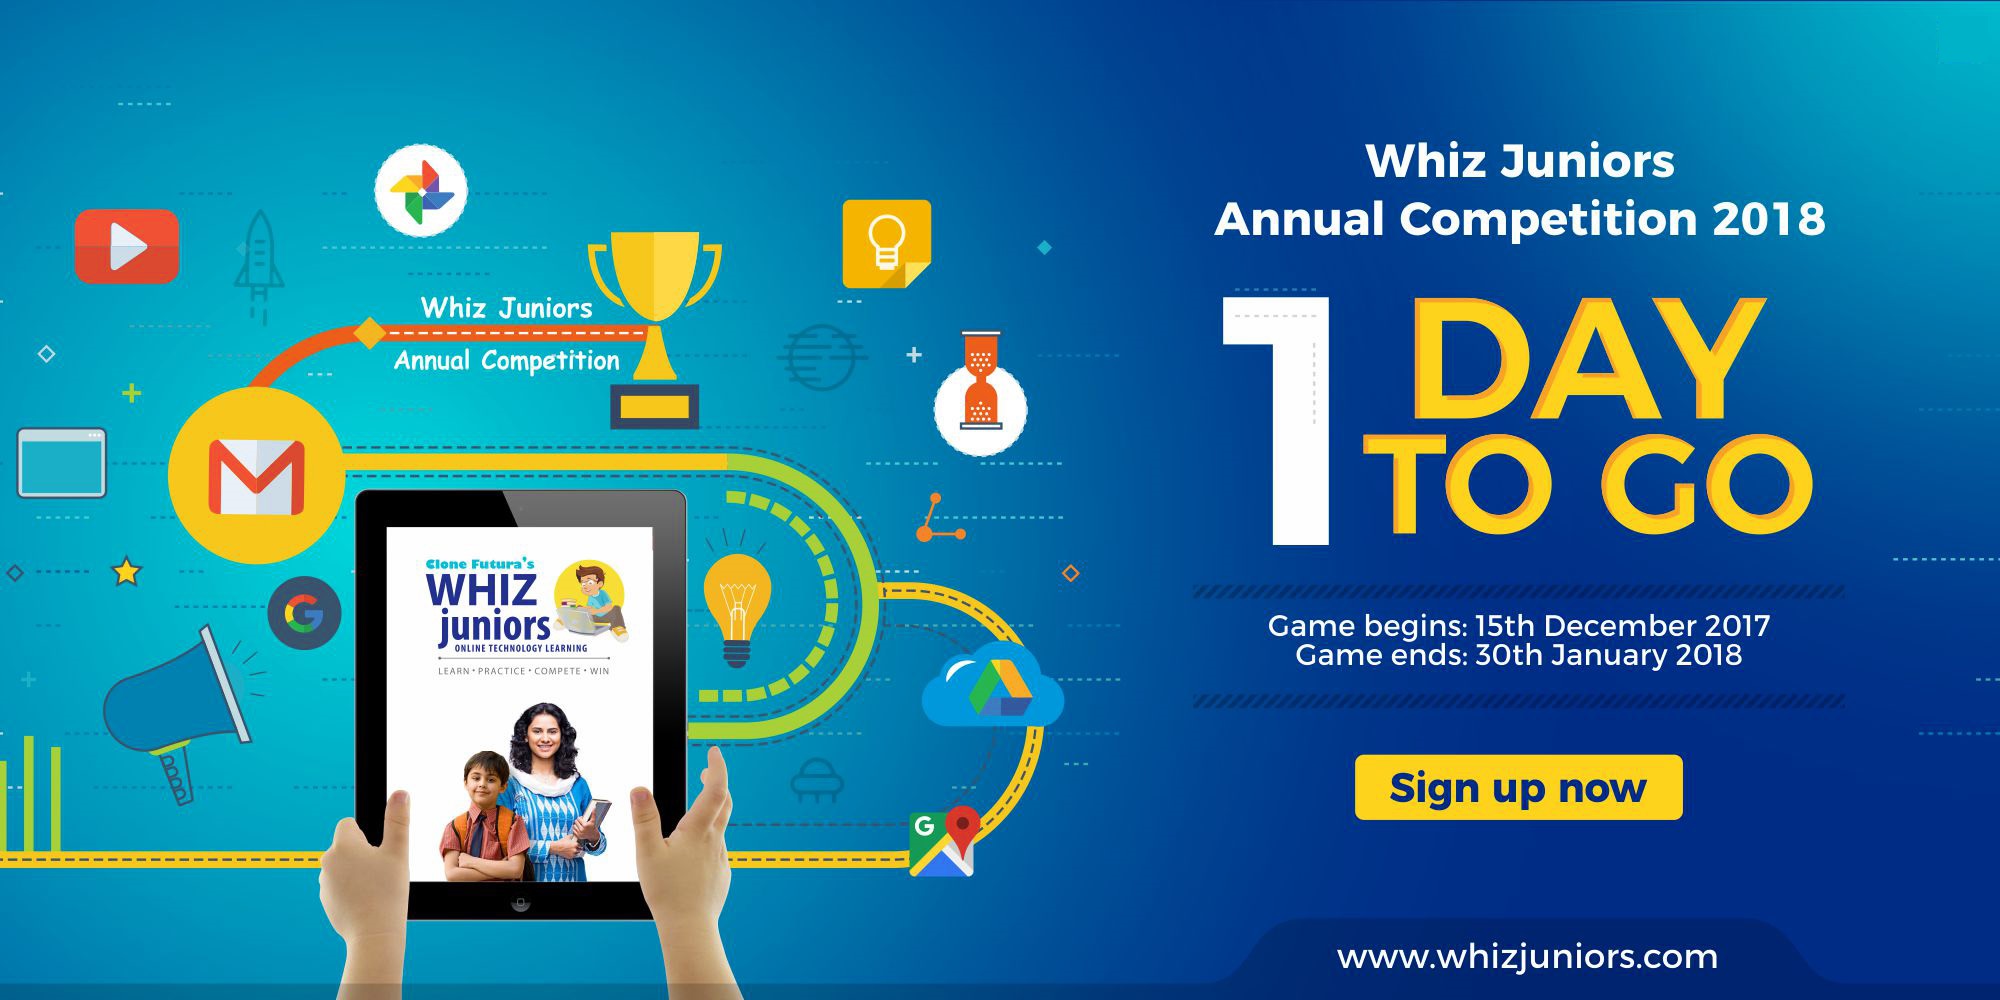 Whiz Juniors
Annual Competition
Clone Futura's
WHIZ
juniors
ONLINE TECHNOLOGY LEARNING
LEARN • PRACTICE • COMPETE • WIN
Whiz Juniors
Annual Competition 2018
1 DAY
TO GO
Game begins: 15th December 2017
Game ends: 30th January 2018
Sign up now
www.whizjuniors.com